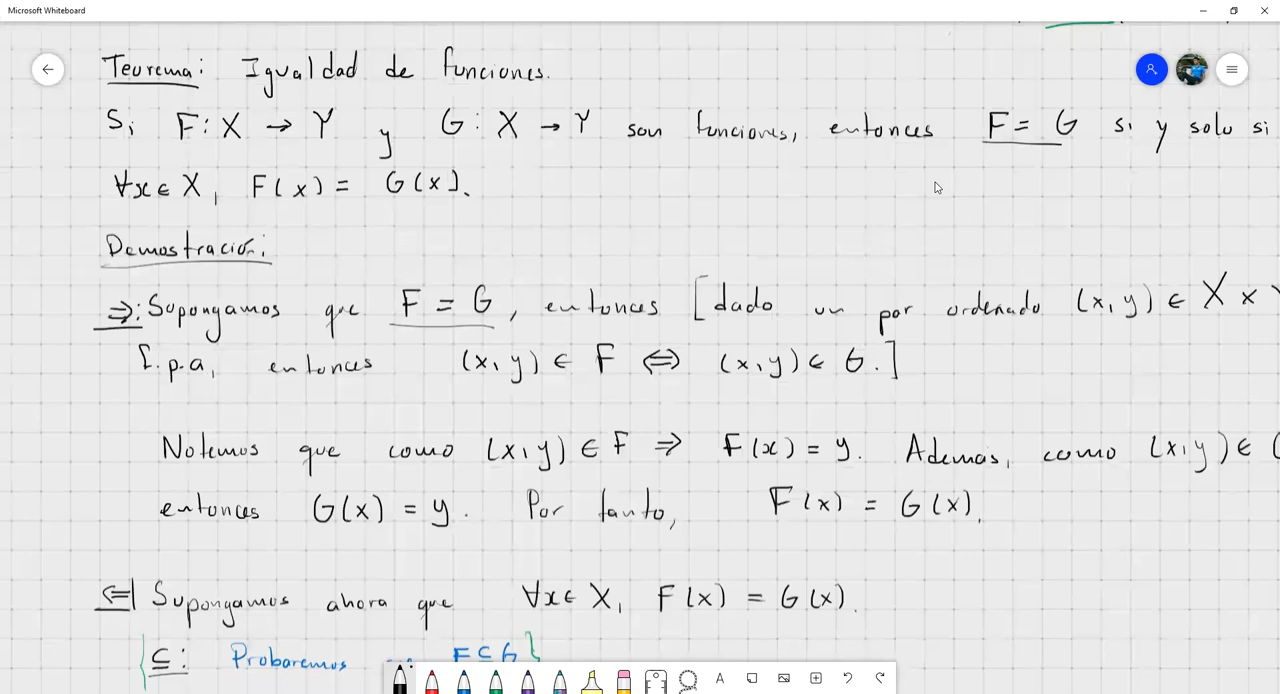 Microsoft Whiteboard
Teorema: Igualdad de funciones.
Si F: X → Y y G: X → Y son funciones, entonces F = G si y solo si
∀x ∈ X, F(x) = G(x).
Demostración:
⇒: Supongamos que F = G, entonces [dado un par ordenado (x,y) ∈ X ×
[.p.a, entonces (x,y) ∈ F ⇔ (x,y) ∈ G.]
Notemos que como (x,y) ∈ F ⇒ F(x) = y. Ademas, como (x,y) ∈
entonces G(x) = y. Por tanto, F(x) = G(x).
⇐| Supongamos ahora que ∀x ∈ X, F(x) = G(x).
⊆: Probaremos F ⊆ G
A